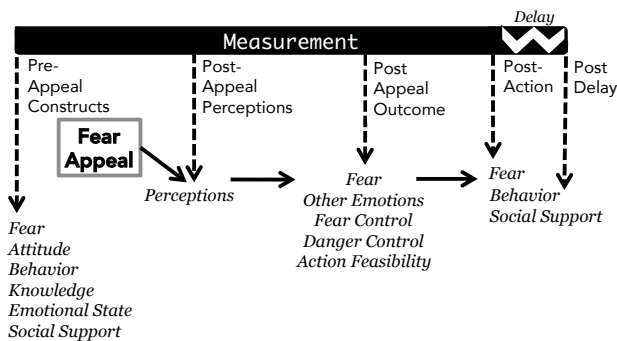 Delay
Measurement
Pre-
Appeal
Constructs
Post-
Appeal
Perceptions
Post
Appeal
Outcome
Post-
Action
Post
Delay
Fear
Appeal
Perceptions
Fear
Other Emotions
Fear Control
Danger Control
Action Feasibility
Fear
Behavior
Social Support
Fear
Attitude
Behavior
Knowledge
Emotional State
Social Support